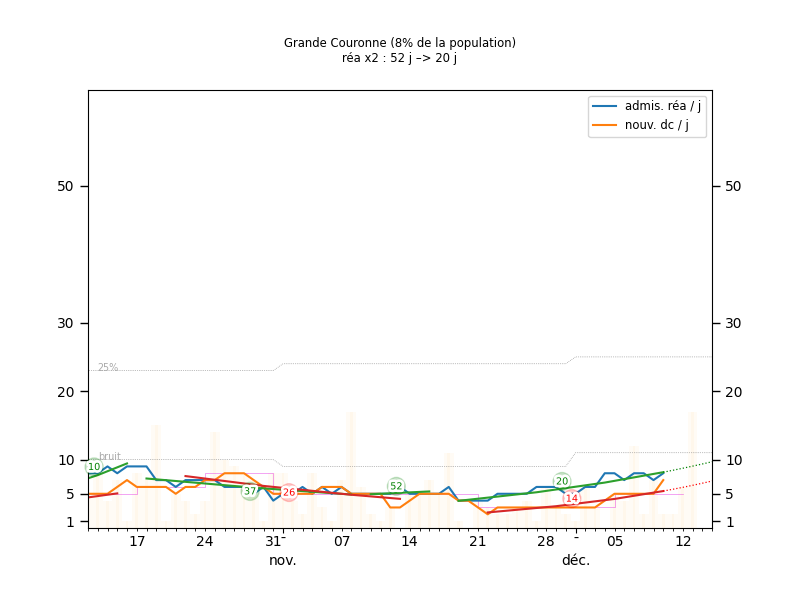 Grande Couronne (8% de la population)
réa x2 : 52 j –> 20 j
admis. réa / j
nouv. dc / j
50 50
30 30
25%
20 20
bruit
10 10
10
37
26
52
20
14
5 5
1 1
17 24 31 07 14 21 28 05 12
nov. déc.